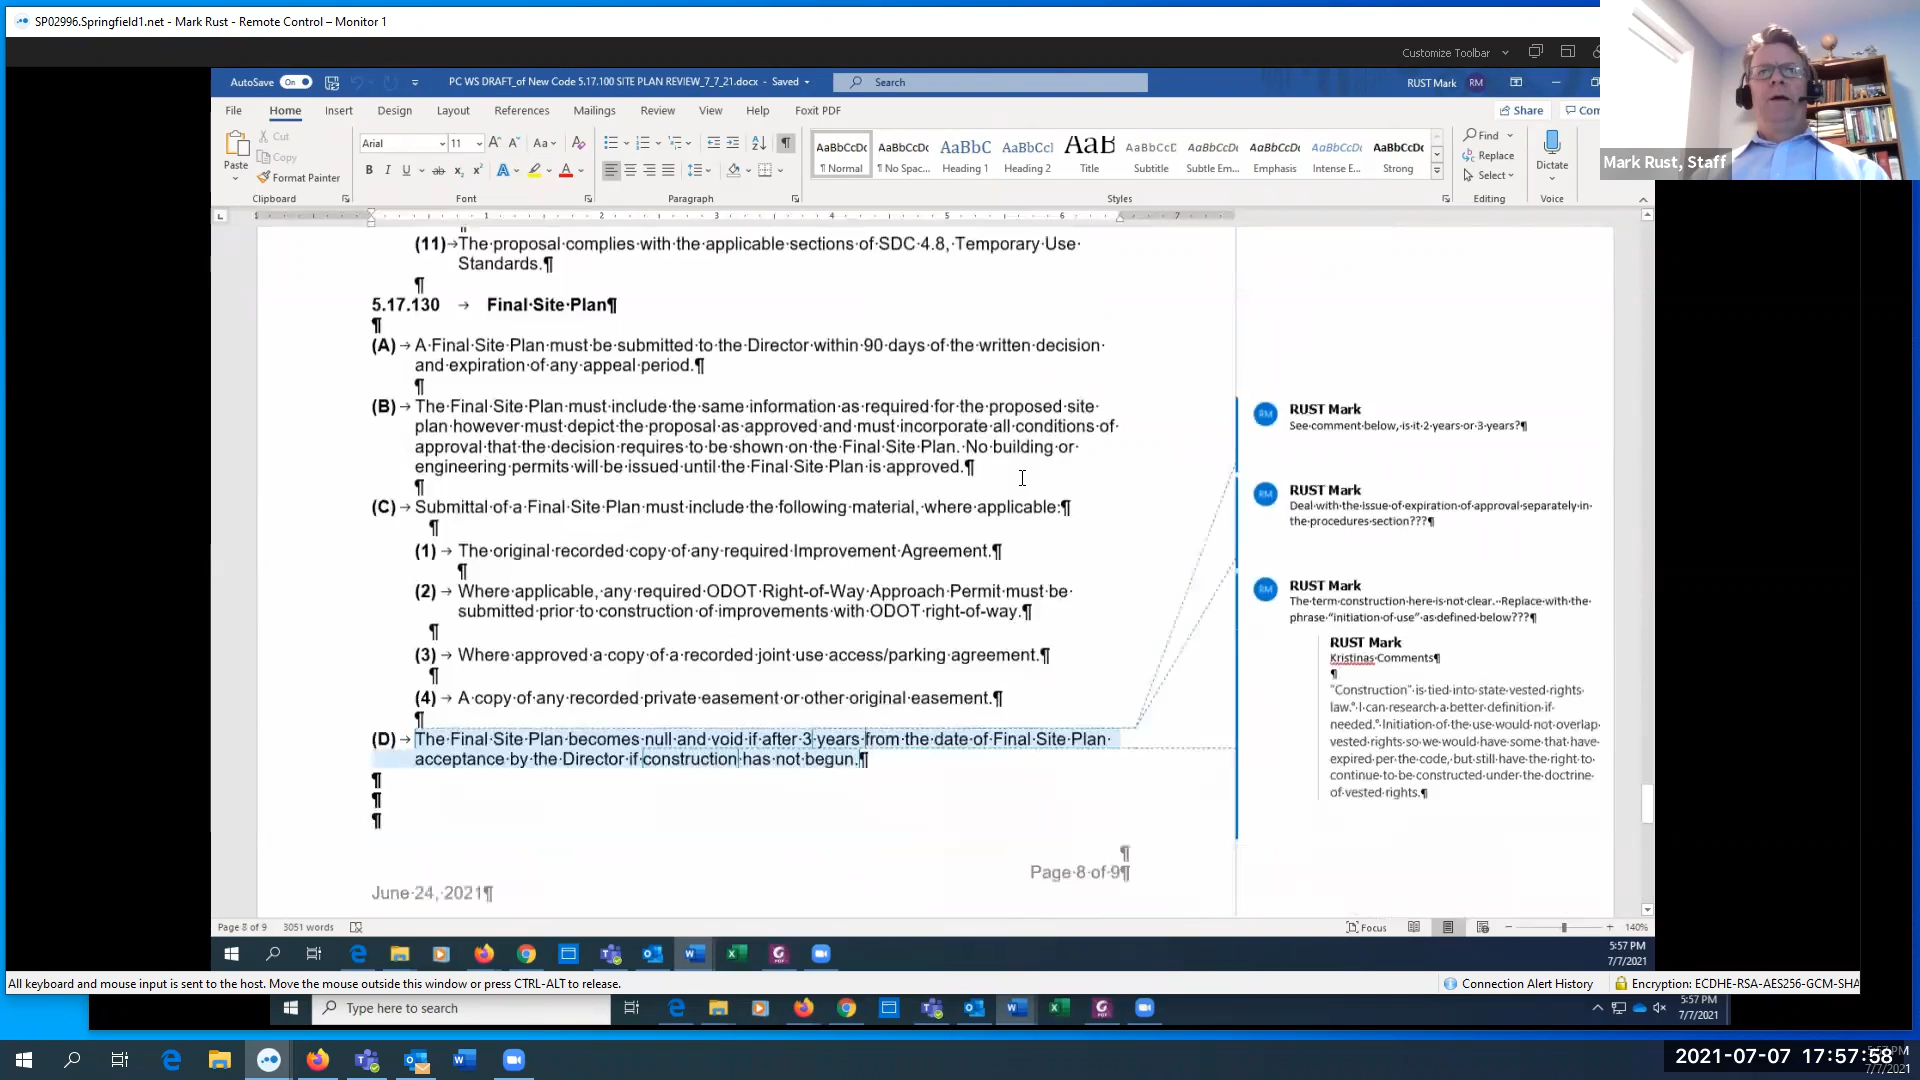 SP02996.Springfield1.net - Mark Rust - Remote Control – Monitor 1
Customize Toolbar
AutoSave On
PC WS DRAFT_of New Code 5.17.100 SITE PLAN REVIEW_7_7_21.docx - Saved
Search
RUST Mark RM
File Home Insert Design Layout References Mailings Review View Help Foxit PDF
Share
Paste
Cut
Copy
Format Painter
Arial 11
AaBbCcDc AaBbCcDc AaBbC AaBbCcl AaB AaBbCcD AaBbCcDc AaBbCcDc AaBbCcDc AaBbCcDc
Normal No Spac... Heading 1 Heading 2 Title Subtitle Subtle Em... Emphasis Intense E... Strong
Find
Replace
Select
Dictate
Clipboard Font Paragraph Styles Editing Voice
Mark Rust, Staff
1 1 2 3 4 5 6 7
¶
(11)→The·proposal·complies·with·the·applicable·sections·of·SDC·4.8,·Temporary·Use·
Standards.¶
¶
5.17.130 → Final·Site·Plan¶
¶
(A)→A·Final·Site·Plan·must·be·submitted·to·the·Director·within·90·days·of·the·written·decision·
and·expiration·of·any·appeal·period.¶
¶
(B)→The·Final·Site·Plan·must·include·the·same·information·as·required·for·the·proposed·site·
plan·however·must·depict·the·proposal·as·approved·and·must·incorporate·all·conditions·of·
approval·that·the·decision·requires·to·be·shown·on·the·Final·Site·Plan.··No·building·or·
engineering·permits·will·be·issued·until·the·Final·Site·Plan·is·approved.¶
¶
(C)→Submittal·of·a·Final·Site·Plan·must·include·the·following·material,·where·applicable:¶
¶
(1)→The·original·recorded·copy·of·any·required·Improvement·Agreement.¶
¶
(2)→Where·applicable,·any·required·ODOT·Right-of-Way·Approach·Permit·must·be·
submitted·prior·to·construction·of·improvements·with·ODOT·right-of-way.¶
¶
(3)→Where·approved·a·copy·of·a·recorded·joint·use·access/parking·agreement.¶
¶
(4)→A·copy·of·any·recorded·private·easement·or·other·original·easement.¶
¶
(D)→The·Final·Site·Plan·becomes·null·and·void·if·after·3·years·from·the·date·of·Final·Site·Plan·
acceptance·by·the·Director·if·construction·has·not·begun.¶
¶
¶
¶
¶
Page·8·of·9¶
June·24,·2021¶
RM RUST Mark
See·comment·below,·is·it·2·years·or·3·years?¶
RM RUST Mark
Deal·with·the·issue·of·expiration·of·approval·separately·in·
the·procedures·section???¶
RM RUST Mark
The·term·construction·here·is·not·clear.··Replace·with·the·
phrase·"initiation·of·use"·as·defined·below???¶
RUST Mark
Kristinas·Comments¶
¶
"Construction"·is·tied·into·state·vested·rights·
law.°·I·can·research·a·better·definition·if·
needed.°·Initiation·of·the·use·would·not·overlap·
vested·rights·so·we·would·have·some·that·have·
expired·per·the·code,·but·still·have·the·right·to·
continue·to·be·constructed·under·the·doctrine·
of·vested·rights.¶
Page 8 of 9 3051 words
Focus 140%
5:57 PM
7/7/2021
All keyboard and mouse input is sent to the host. Move the mouse outside this window or press CTRL-ALT to release.
Connection Alert History
Encryption: ECDHE-RSA-AES256-GCM-SHA
Type here to search
5:57 PM
7/7/2021
2021-07-07 17:57:58